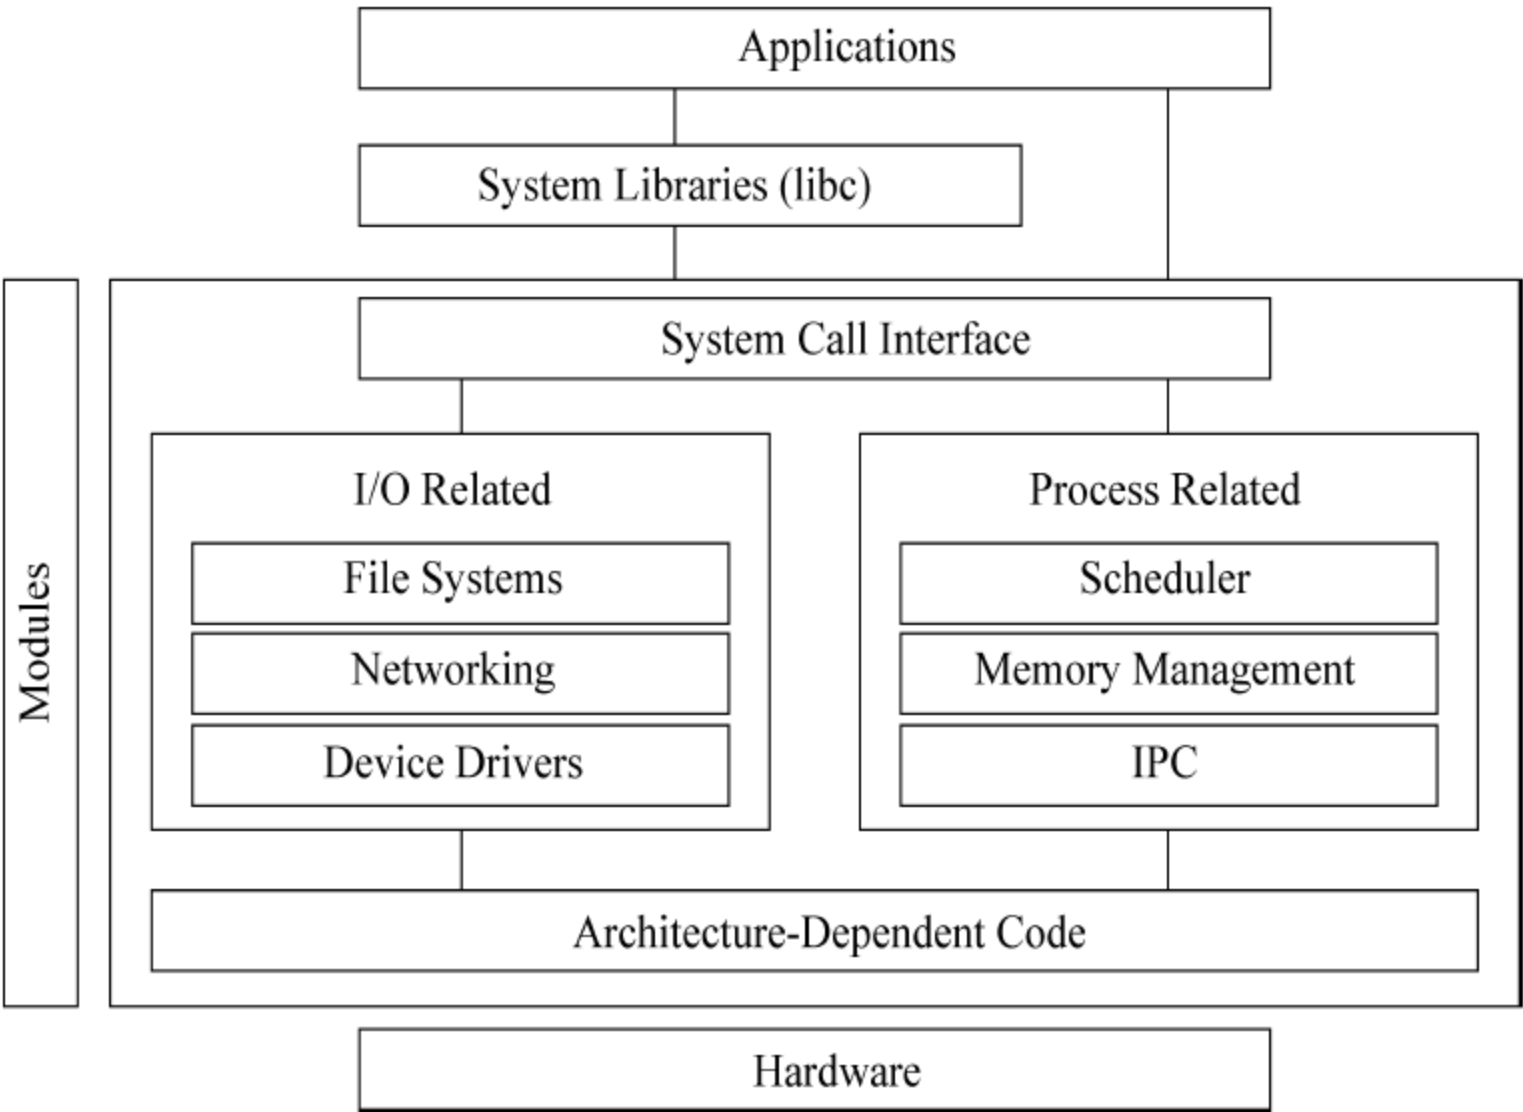 Applications
System Libraries (libc)
System Call Interface
Modules
I/O Related
File Systems
Networking
Device Drivers
Process Related
Scheduler
Memory Management
IPC
Architecture-Dependent Code
Hardware